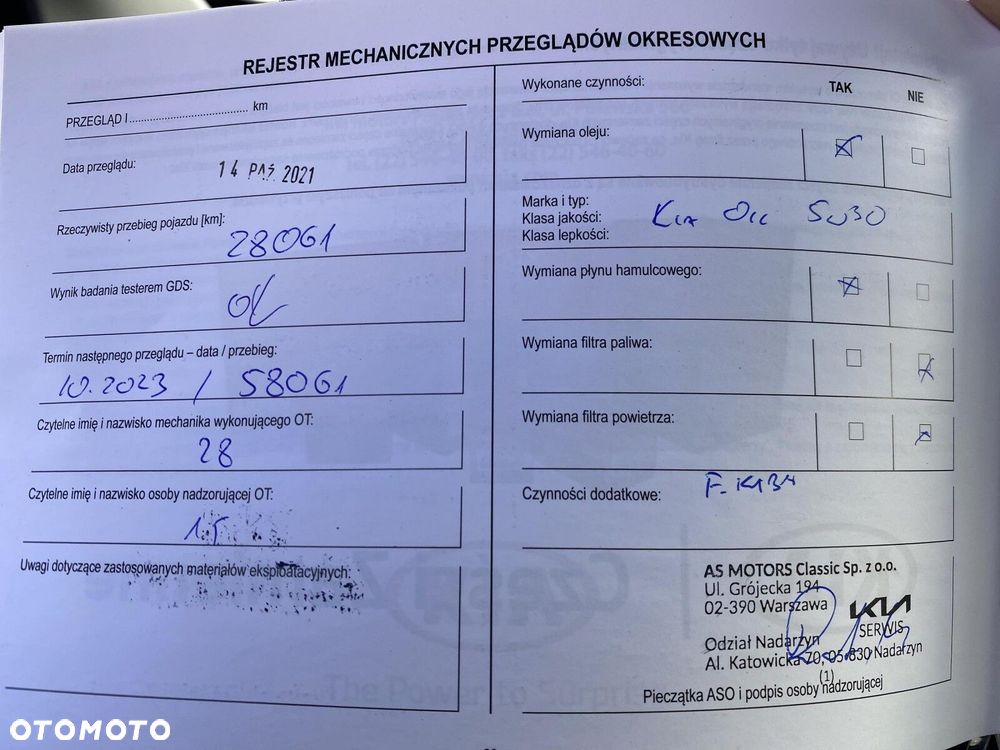 REJESTR MECHANICZNYCH PRZEGLĄDÓW OKRESOWYCH
PRZEGLĄD I...................................... km
Data przeglądu: 14 PAŹ 2021
Rzeczywisty przebieg pojazdu [km]:
28061
Wynik badania testerem GDS:
ok
Termin następnego przeglądu – data / przebieg:
10.2023 / 58061
Czytelne imię i nazwisko mechanika wykonującego OT:
28
Czytelne imię i nazwisko osoby nadzorującej OT:
15
Uwagi dotyczące zastosowanych materiałów eksploatacyjnych:
Wykonane czynności: TAK NIE
Wymiana oleju:
Marka i typ:
Klasa jakości: Kia Oil 5W30
Klasa lepkości:
Wymiana płynu hamulcowego:
Wymiana filtra paliwa:
Wymiana filtra powietrza:
Czynności dodatkowe: F. KAB
AS MOTORS Classic Sp. z o.o.
Ul. Grójecka 194
02-390 Warszawa
KIA
SERWIS
Odział Nadarzyn
Al. Katowicka 70, 05-830 Nadarzyn
(1)
Pieczątka ASO i podpis osoby nadzorującej
OTOMOTO